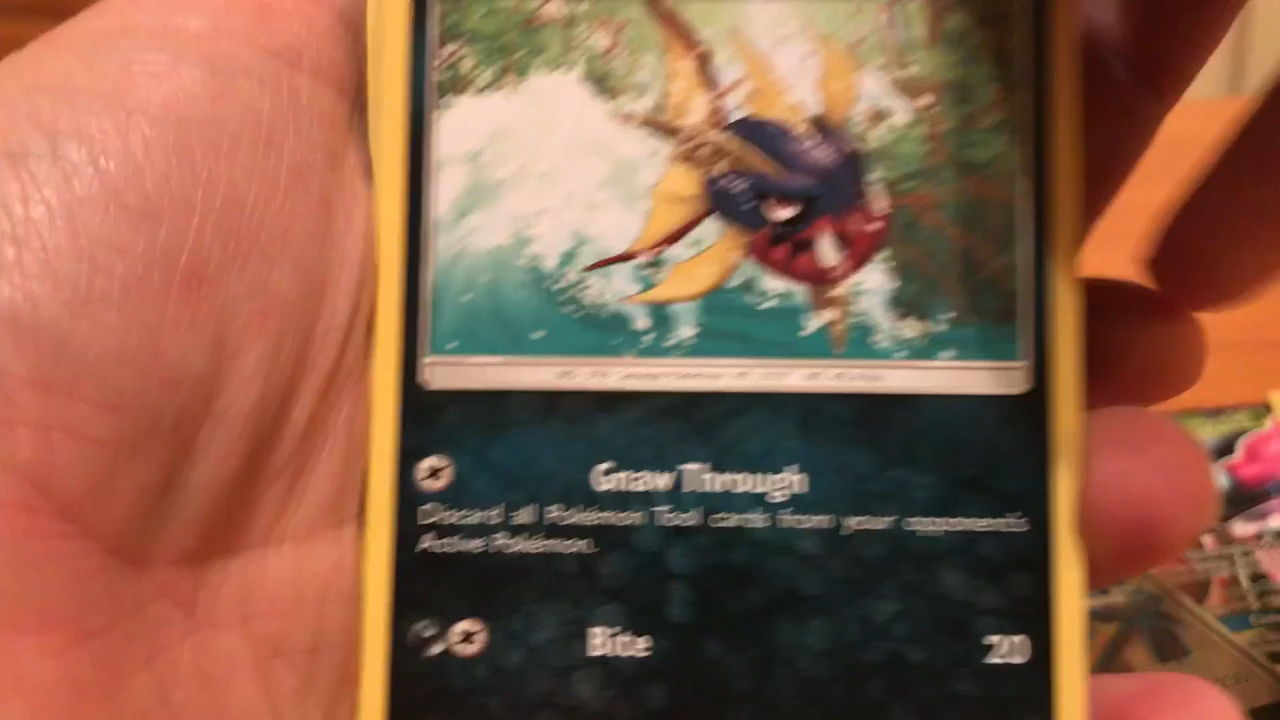 Gnaw Through
Discard all Pokémon Tool cards from your opponent's
Active Pokémon.
Bite 20